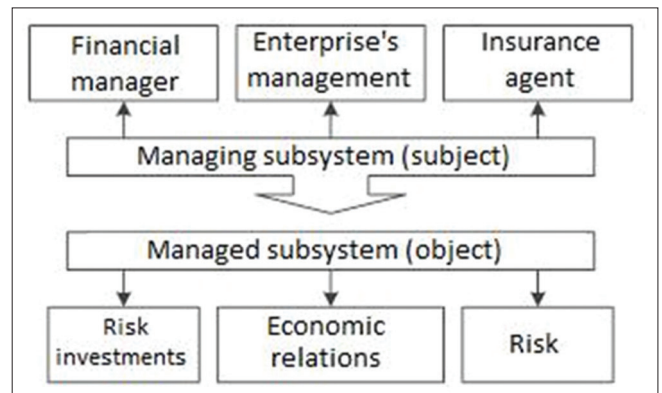 Financial
manager
Enterprise's
management
Insurance
agent
Managing subsystem (subject)
Managed subsystem (object)
Risk
investments
Economic
relations
Risk